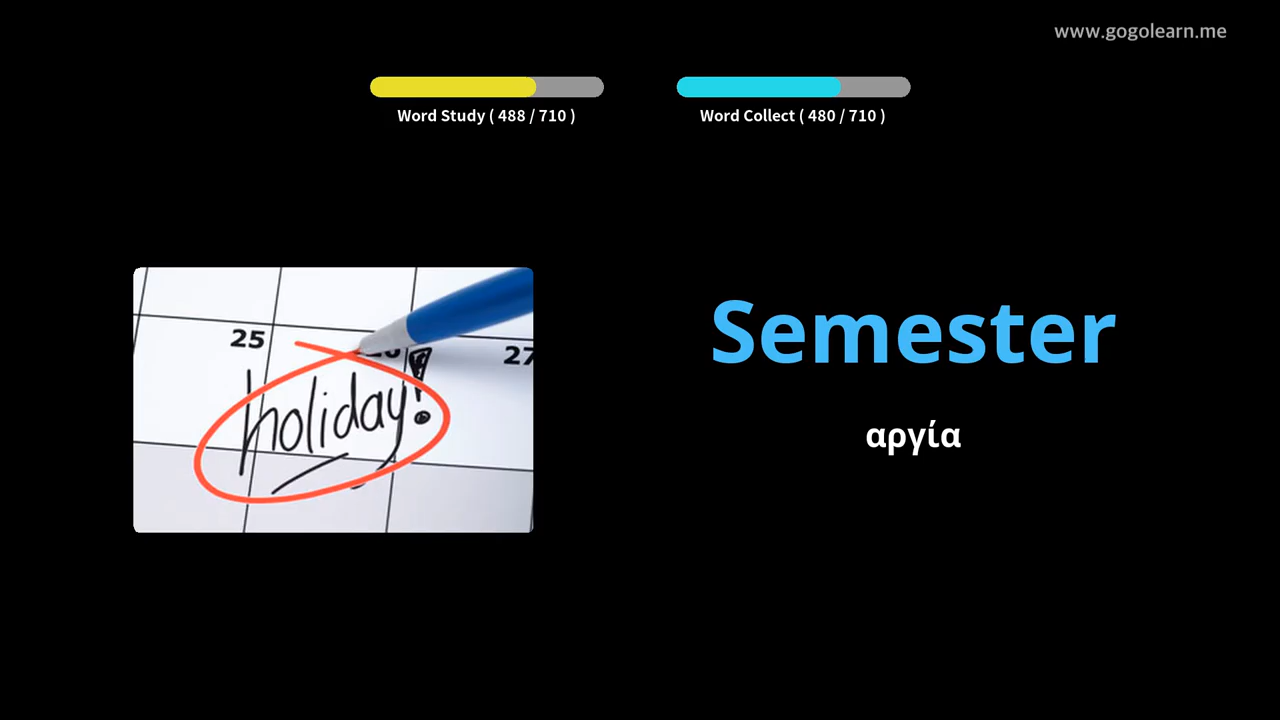 www.gogolearn.me
Word Study ( 488 / 710 )
Word Collect ( 480 / 710 )
25
27
holiday!
Semester
αργία